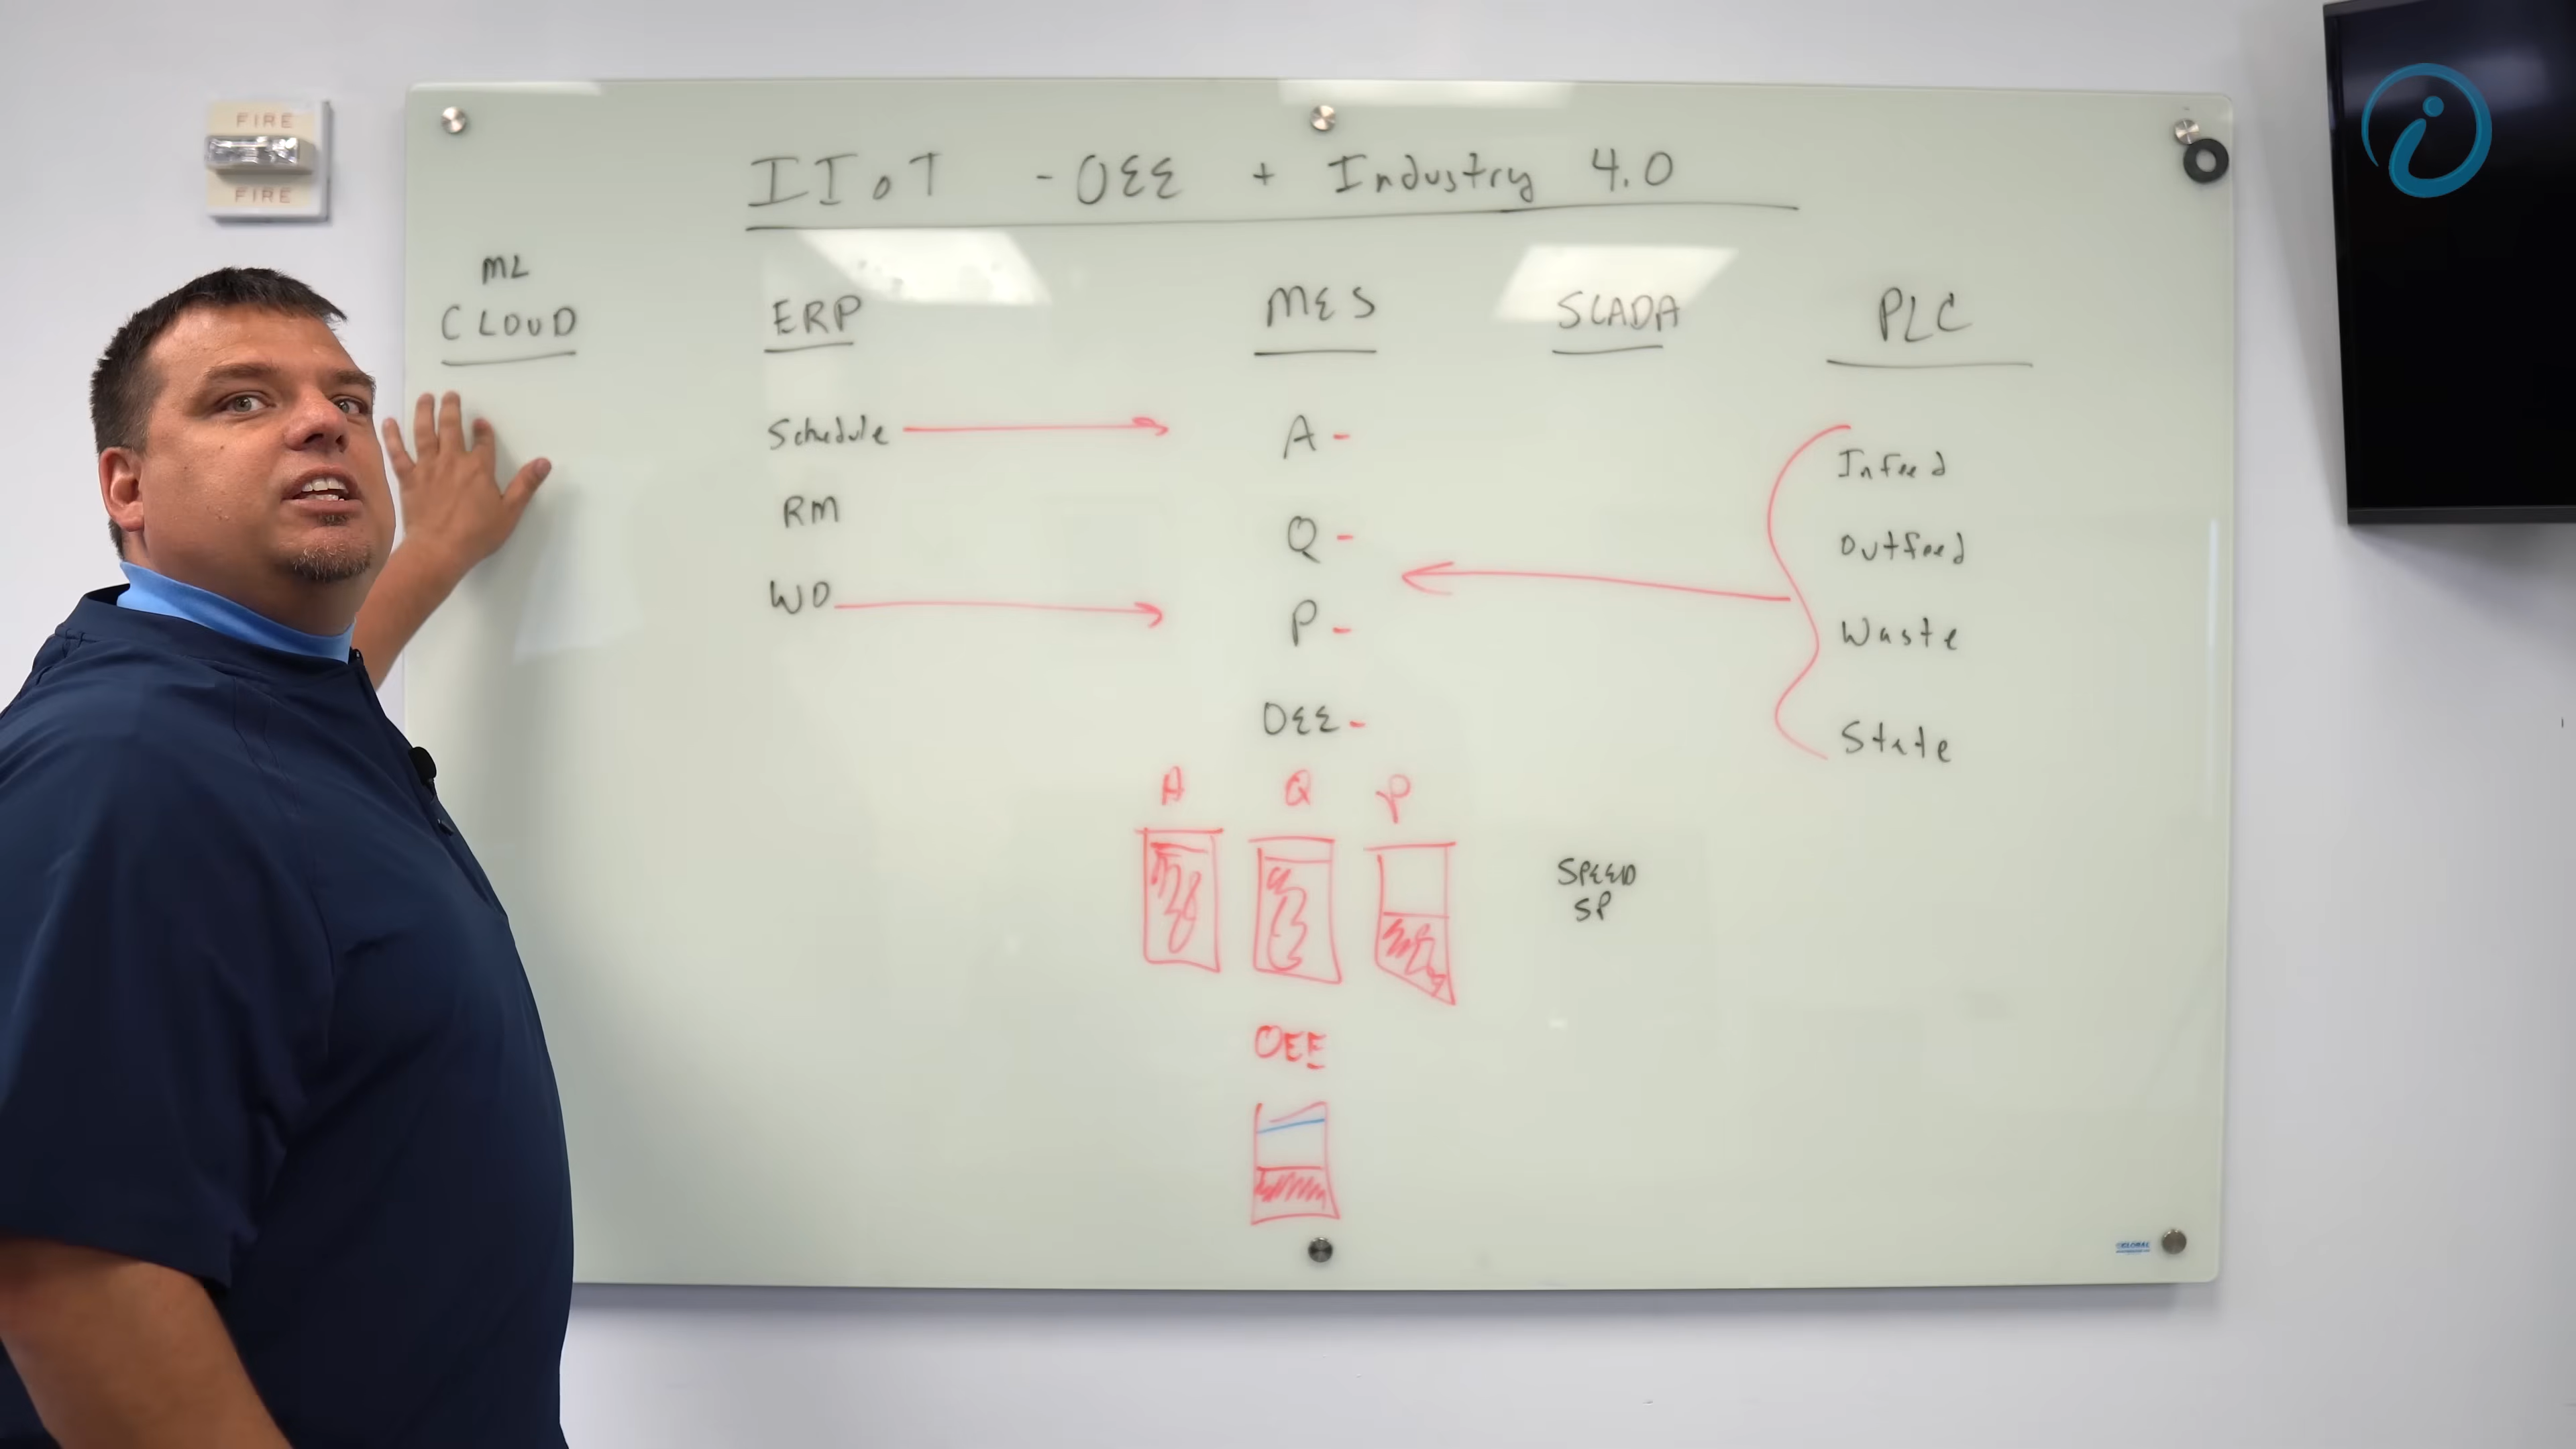 FIRE
FIRE
IIoT - OEE + Industry 4.0
ML
CLOUD
ERP
MES
SCADA
PLC
Schedule
RM
WO
A -
Q -
P -
OEE -
Infeed
Outfeed
Waste
State
A Q P
SPEED
SP
OEE
GLOBAL
i